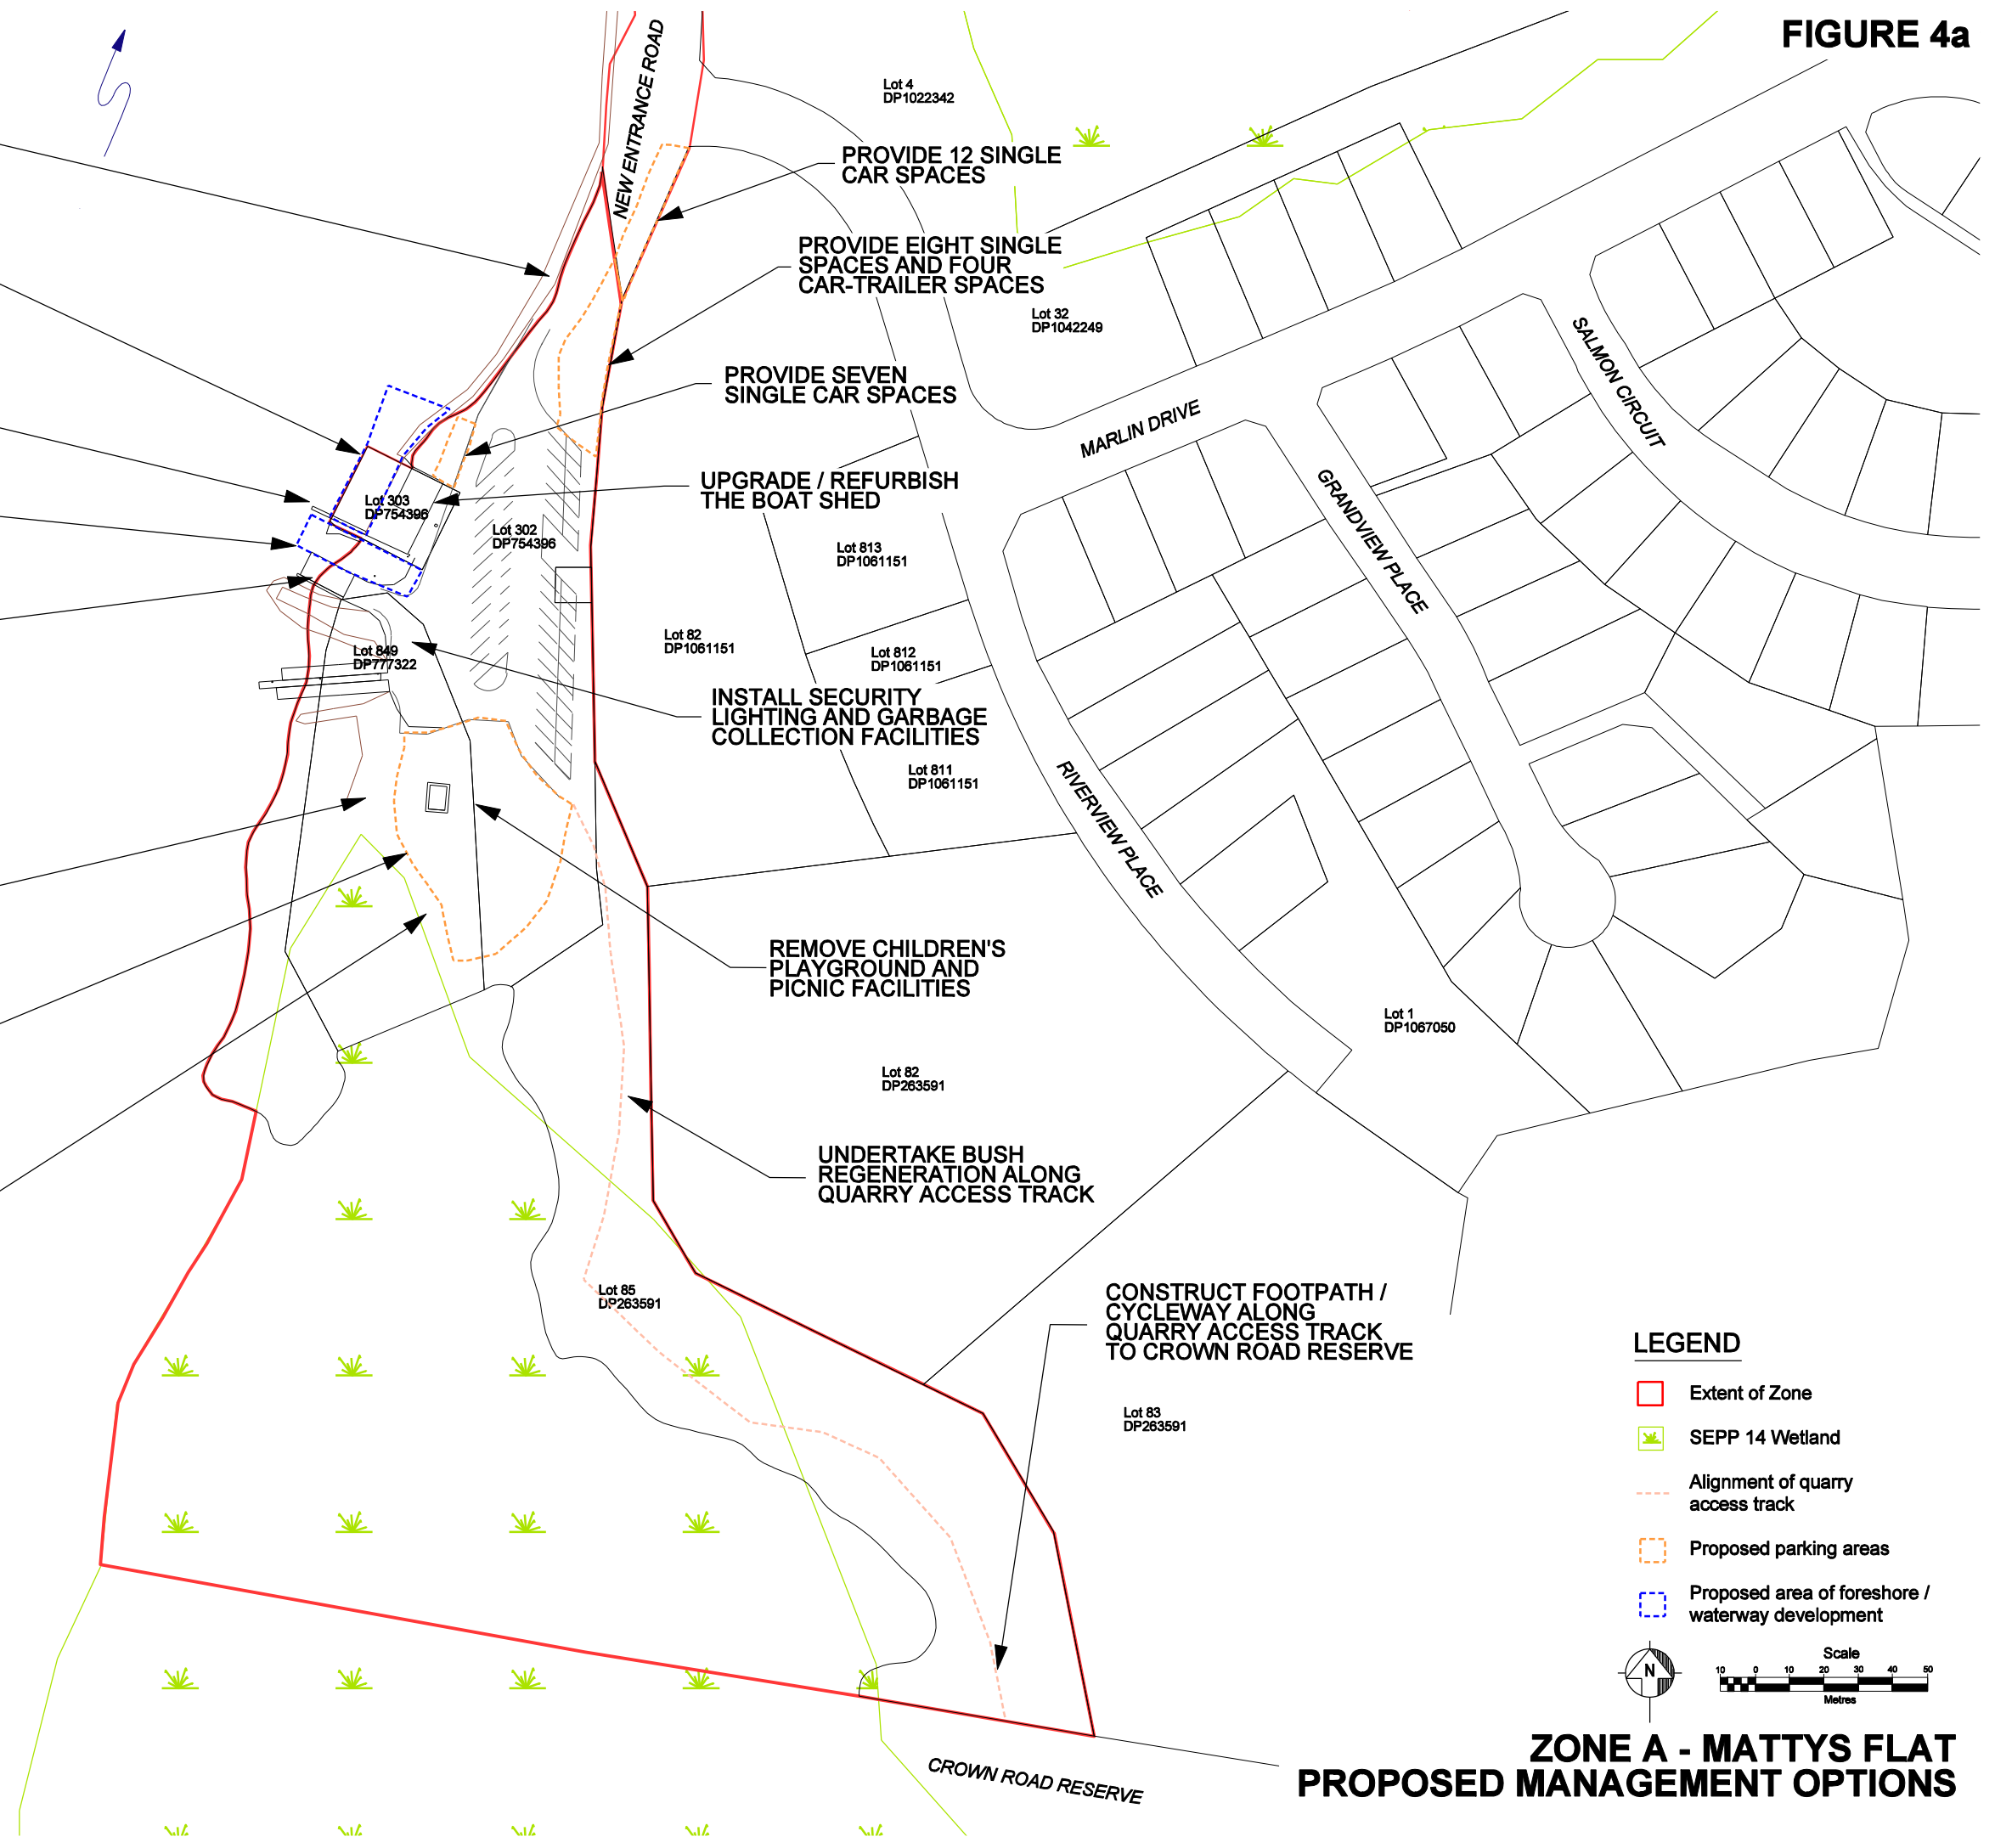 FIGURE 4a
NEW ENTRANCE ROAD
Lot 4
DP1022342
PROVIDE 12 SINGLE
CAR SPACES
PROVIDE EIGHT SINGLE
SPACES AND FOUR
CAR-TRAILER SPACES
Lot 32
DP1042249
SALMON CIRCUIT
PROVIDE SEVEN
SINGLE CAR SPACES
MARLIN DRIVE
UPGRADE / REFURBISH
THE BOAT SHED
GRANDVIEW PLACE
Lot 303
DP754396
Lot 302
DP754396
Lot 813
DP1061151
Lot 82
DP1061151
Lot 849
DP777322
Lot 812
DP1061151
INSTALL SECURITY
LIGHTING AND GARBAGE
COLLECTION FACILITIES
Lot 811
DP1061151
RIVERVIEW PLACE
REMOVE CHILDREN'S
PLAYGROUND AND
PICNIC FACILITIES
Lot 1
DP1067050
Lot 82
DP263591
UNDERTAKE BUSH
REGENERATION ALONG
QUARRY ACCESS TRACK
Lot 85
DP263591
CONSTRUCT FOOTPATH /
CYCLEWAY ALONG
QUARRY ACCESS TRACK
TO CROWN ROAD RESERVE
Lot 83
DP263591
LEGEND
Extent of Zone
SEPP 14 Wetland
Alignment of quarry
access track
Proposed parking areas
Proposed area of foreshore /
waterway development
N
Scale
10 0 10 20 30 40 50
Metres
CROWN ROAD RESERVE
ZONE A - MATTYS FLAT
PROPOSED MANAGEMENT OPTIONS